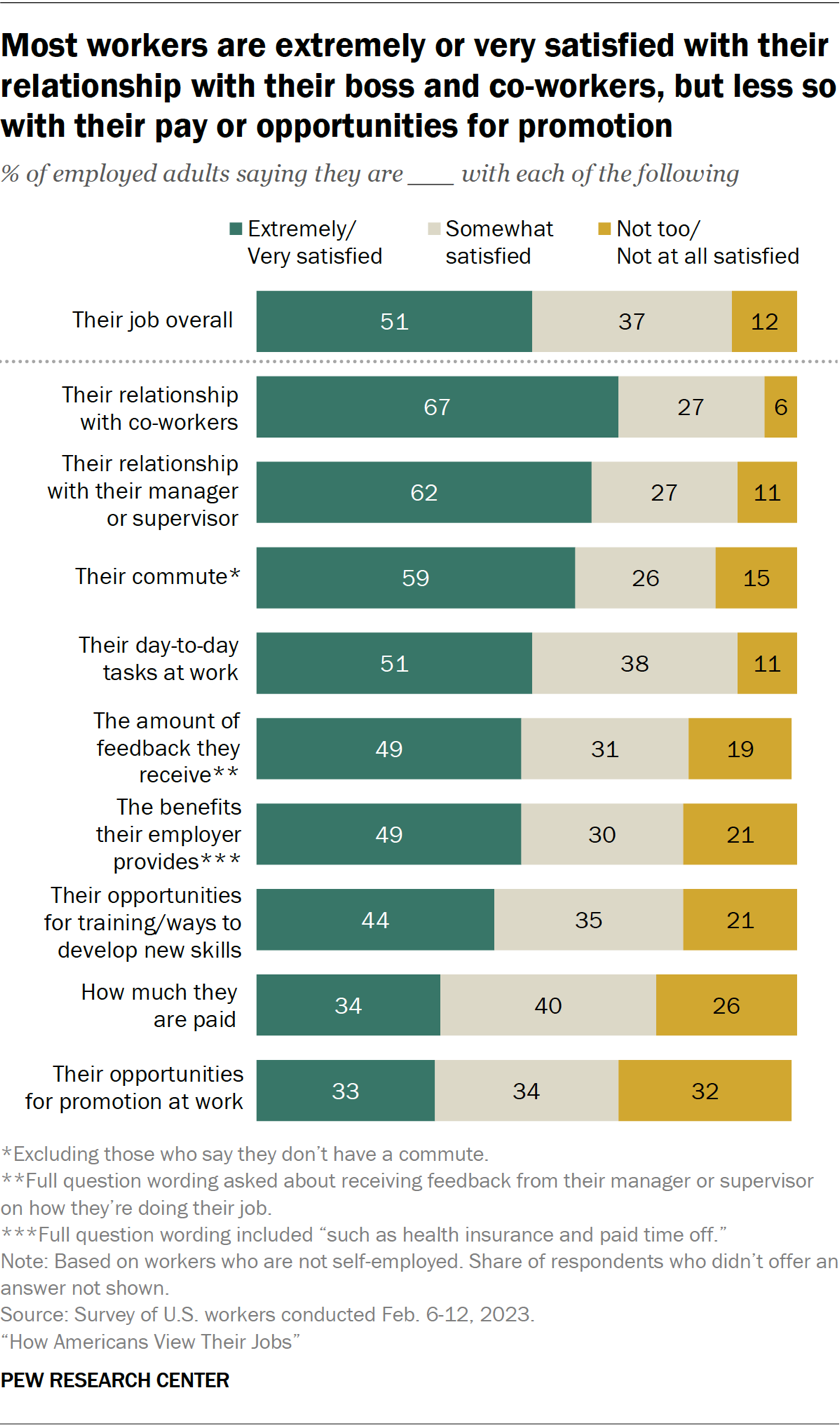 Most workers are extremely or very satisfied with their
relationship with their boss and co-workers, but less so
with their pay or opportunities for promotion
% of employed adults saying they are ____ with each of the following
Extremely/
Very satisfied
Somewhat
satisfied
Not too/
Not at all satisfied
Their job overall
51 37 12
Their relationship
with co-workers
67 27 6
Their relationship
with their manager
or supervisor
62 27 11
Their commute*
59 26 15
Their day-to-day
tasks at work
51 38 11
The amount of
feedback they
receive**
49 31 19
The benefits
their employer
provides***
49 30 21
Their opportunities
for training/ways to
develop new skills
44 35 21
How much they
are paid
34 40 26
Their opportunities
for promotion at work
33 34 32
*Excluding those who say they don’t have a commute.
**Full question wording asked about receiving feedback from their manager or supervisor
on how they’re doing their job.
***Full question wording included “such as health insurance and paid time off.”
Note: Based on workers who are not self-employed. Share of respondents who didn’t offer an
answer not shown.
Source: Survey of U.S. workers conducted Feb. 6-12, 2023.
“How Americans View Their Jobs”
PEW RESEARCH CENTER